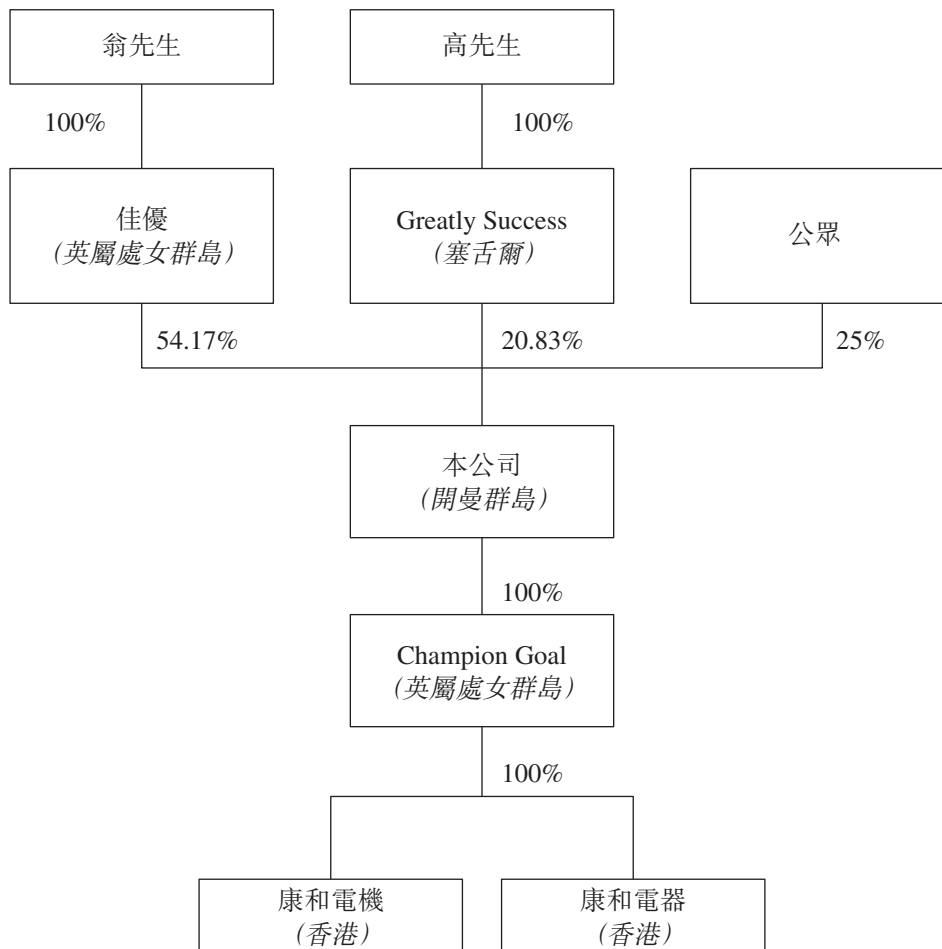 翁先生
高先生
100%
100%
佳優
(英屬處女群島)
Greatly Success
(塞舌爾)
公眾
54.17%
20.83%
25%
本公司
(開曼群島)
100%
Champion Goal
(英屬處女群島)
100%
康和電機
(香港)
康和電器
(香港)